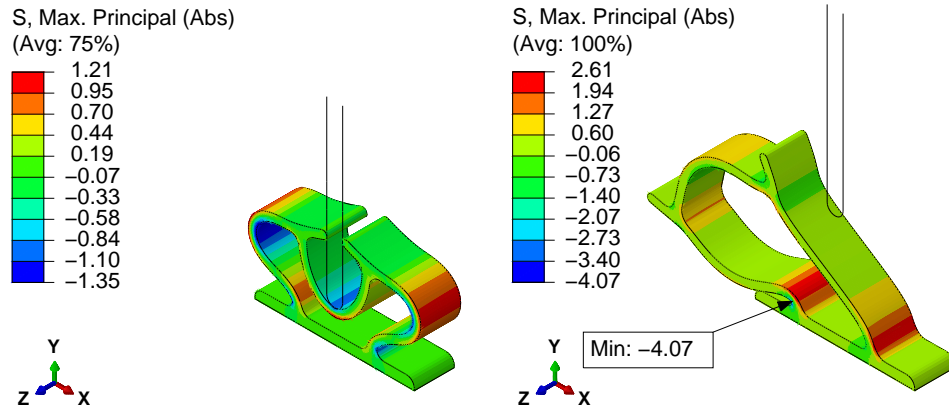 S, Max. Principal (Abs)
(Avg: 75%)
1.21
0.95
0.70
0.44
0.19
−0.07
−0.33
−0.58
−0.84
−1.10
−1.35
Y
Z
X
S, Max. Principal (Abs)
(Avg: 100%)
2.61
1.94
1.27
0.60
−0.06
−0.73
−1.40
−2.07
−2.73
−3.40
−4.07
Min: −4.07
Y
Z
X